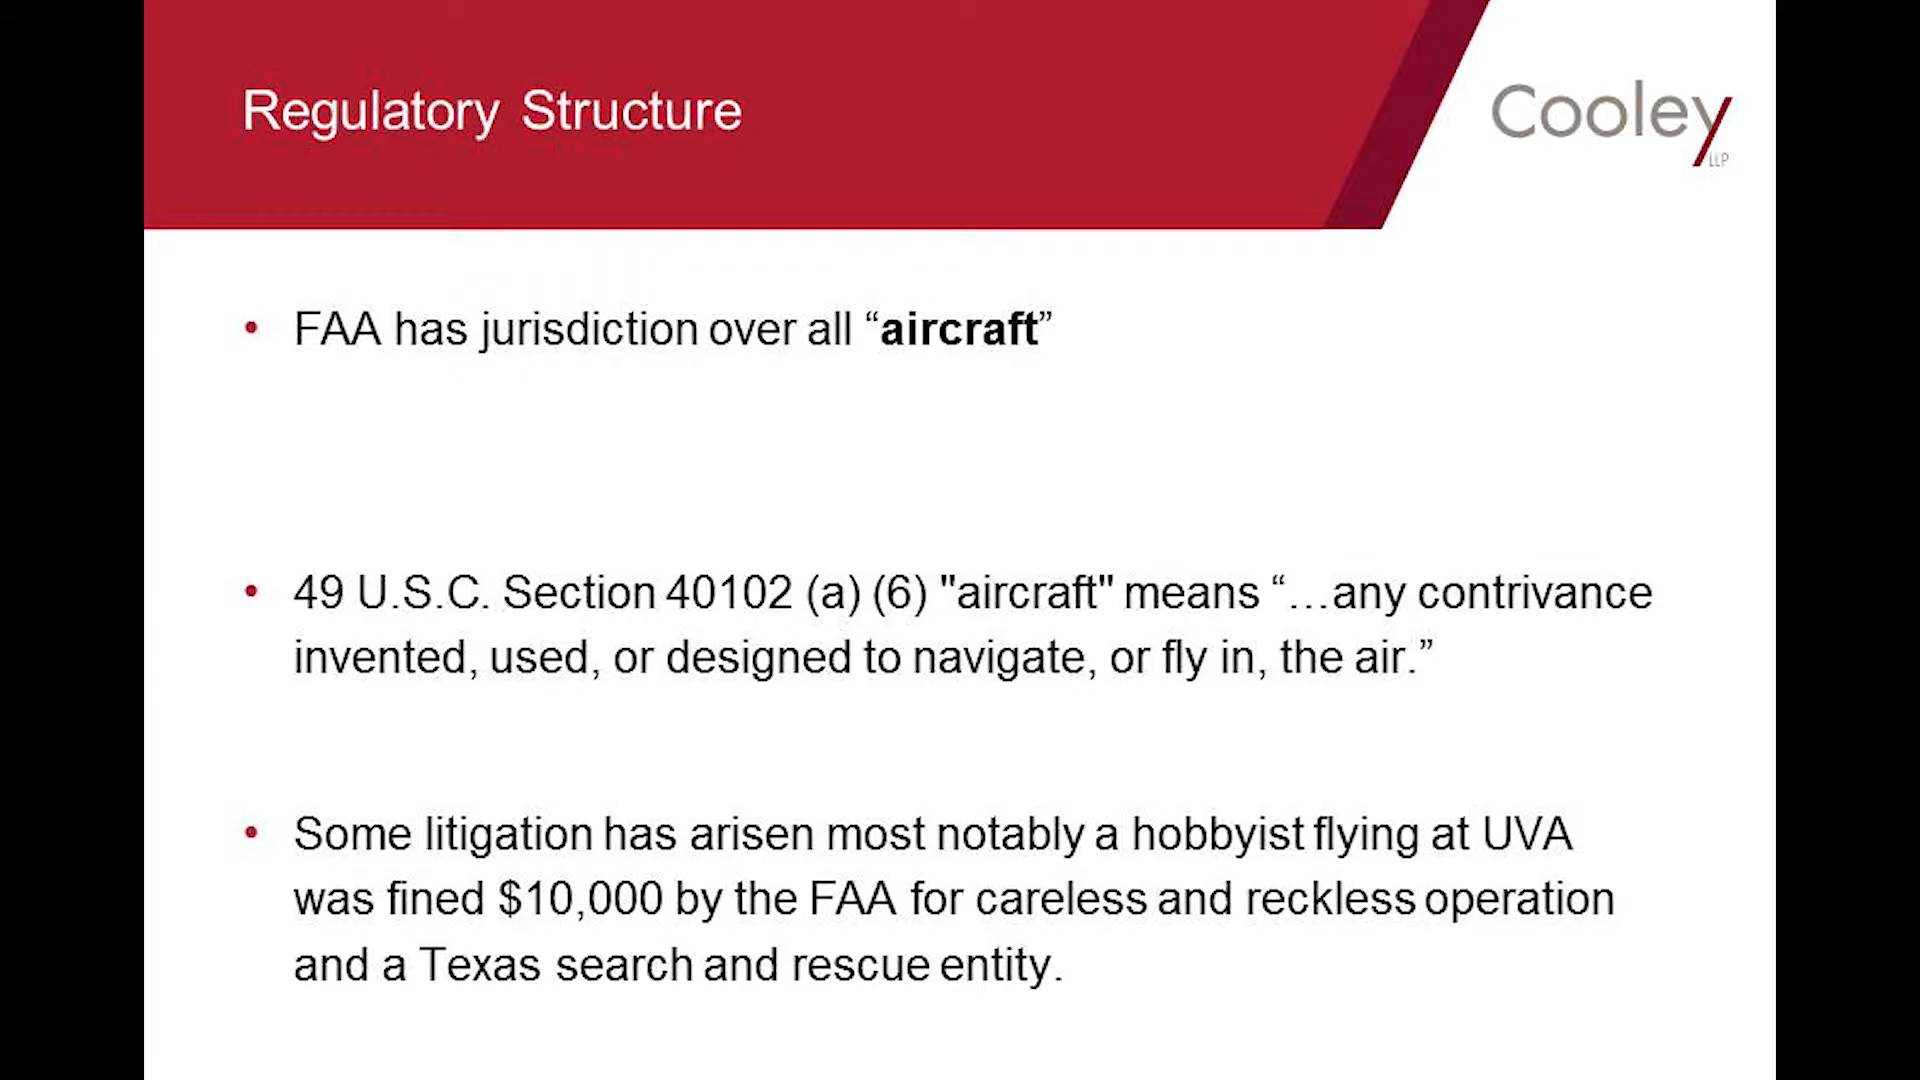 Regulatory Structure
Cooley
LLP
• FAA has jurisdiction over all “aircraft”
• 49 U.S.C. Section 40102 (a) (6) "aircraft" means “…any contrivance
invented, used, or designed to navigate, or fly in, the air.”
• Some litigation has arisen most notably a hobbyist flying at UVA
was fined $10,000 by the FAA for careless and reckless operation
and a Texas search and rescue entity.